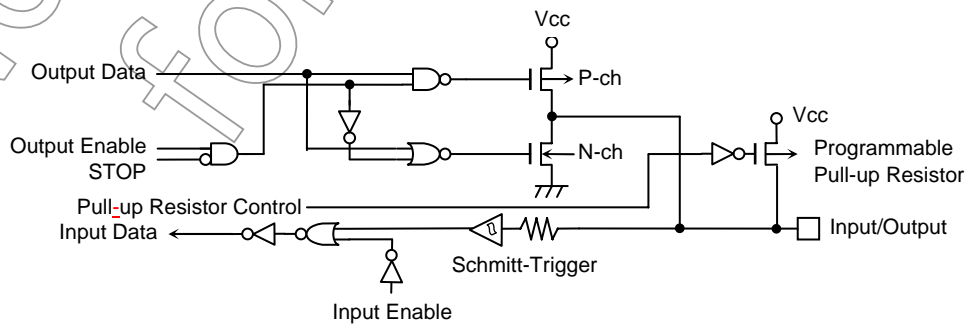 Vcc
Output Data
P-ch
Vcc
Output Enable
STOP
N-ch
Programmable
Pull-up Resistor
Pull-up Resistor Control
Input Data
Input/Output
Schmitt-Trigger
Input Enable